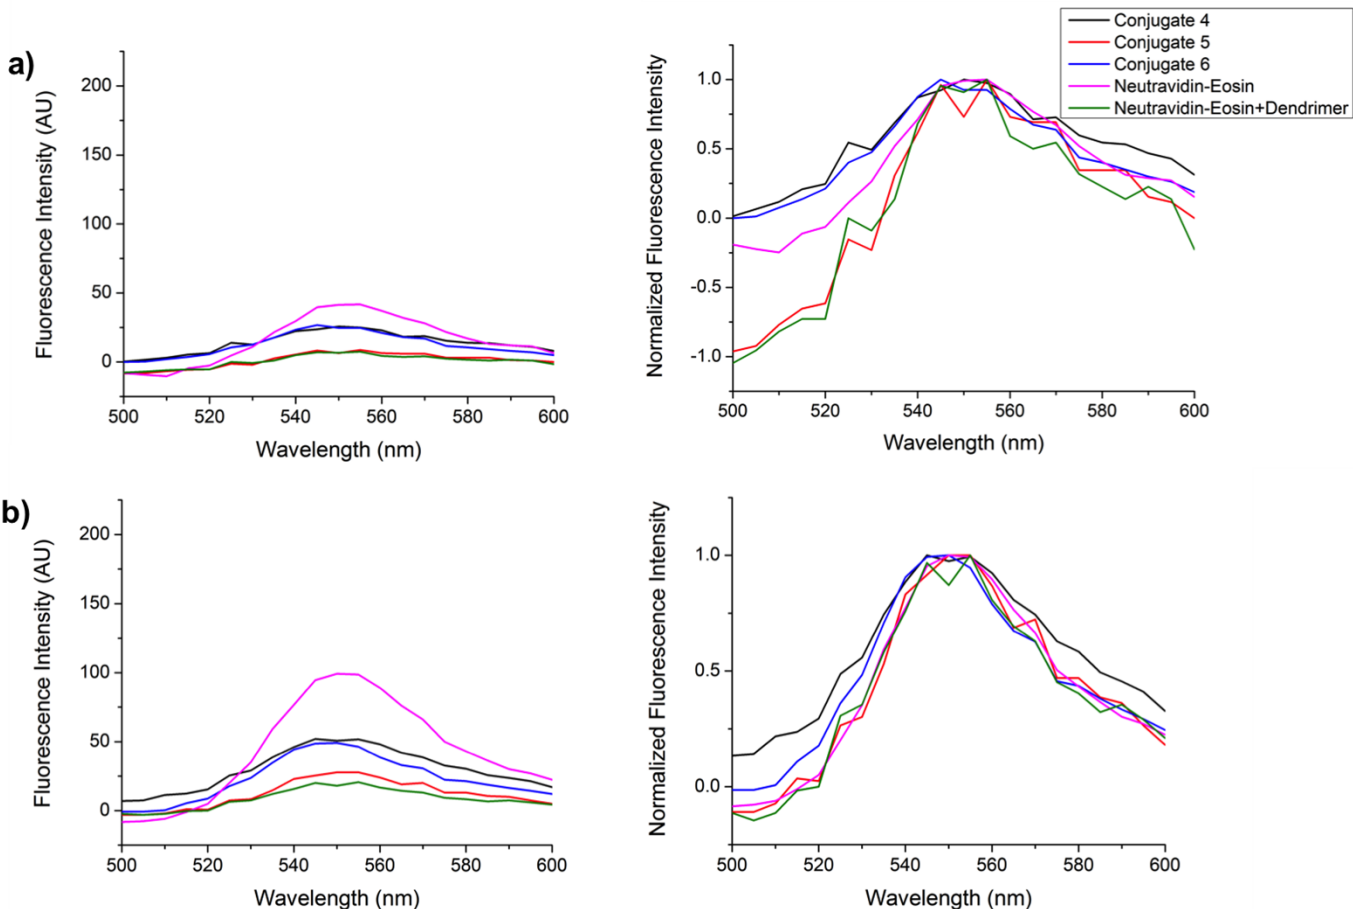 a)
Fluorescence Intensity (AU)
200
150
100
50
0
500 520 540 560 580 600
Wavelength (nm)
Normalized Fluorescence Intensity
1.0
0.5
0.0
-0.5
-1.0
500 520 540 560 580 600
Wavelength (nm)
Conjugate 4
Conjugate 5
Conjugate 6
Neutravidin-Eosin
Neutravidin-Eosin+Dendrimer
b)
Fluorescence Intensity (AU)
200
150
100
50
0
500 520 540 560 580 600
Wavelength (nm)
Normalized Fluorescence Intensity
1.0
0.5
0.0
500 520 540 560 580 600
Wavelength (nm)